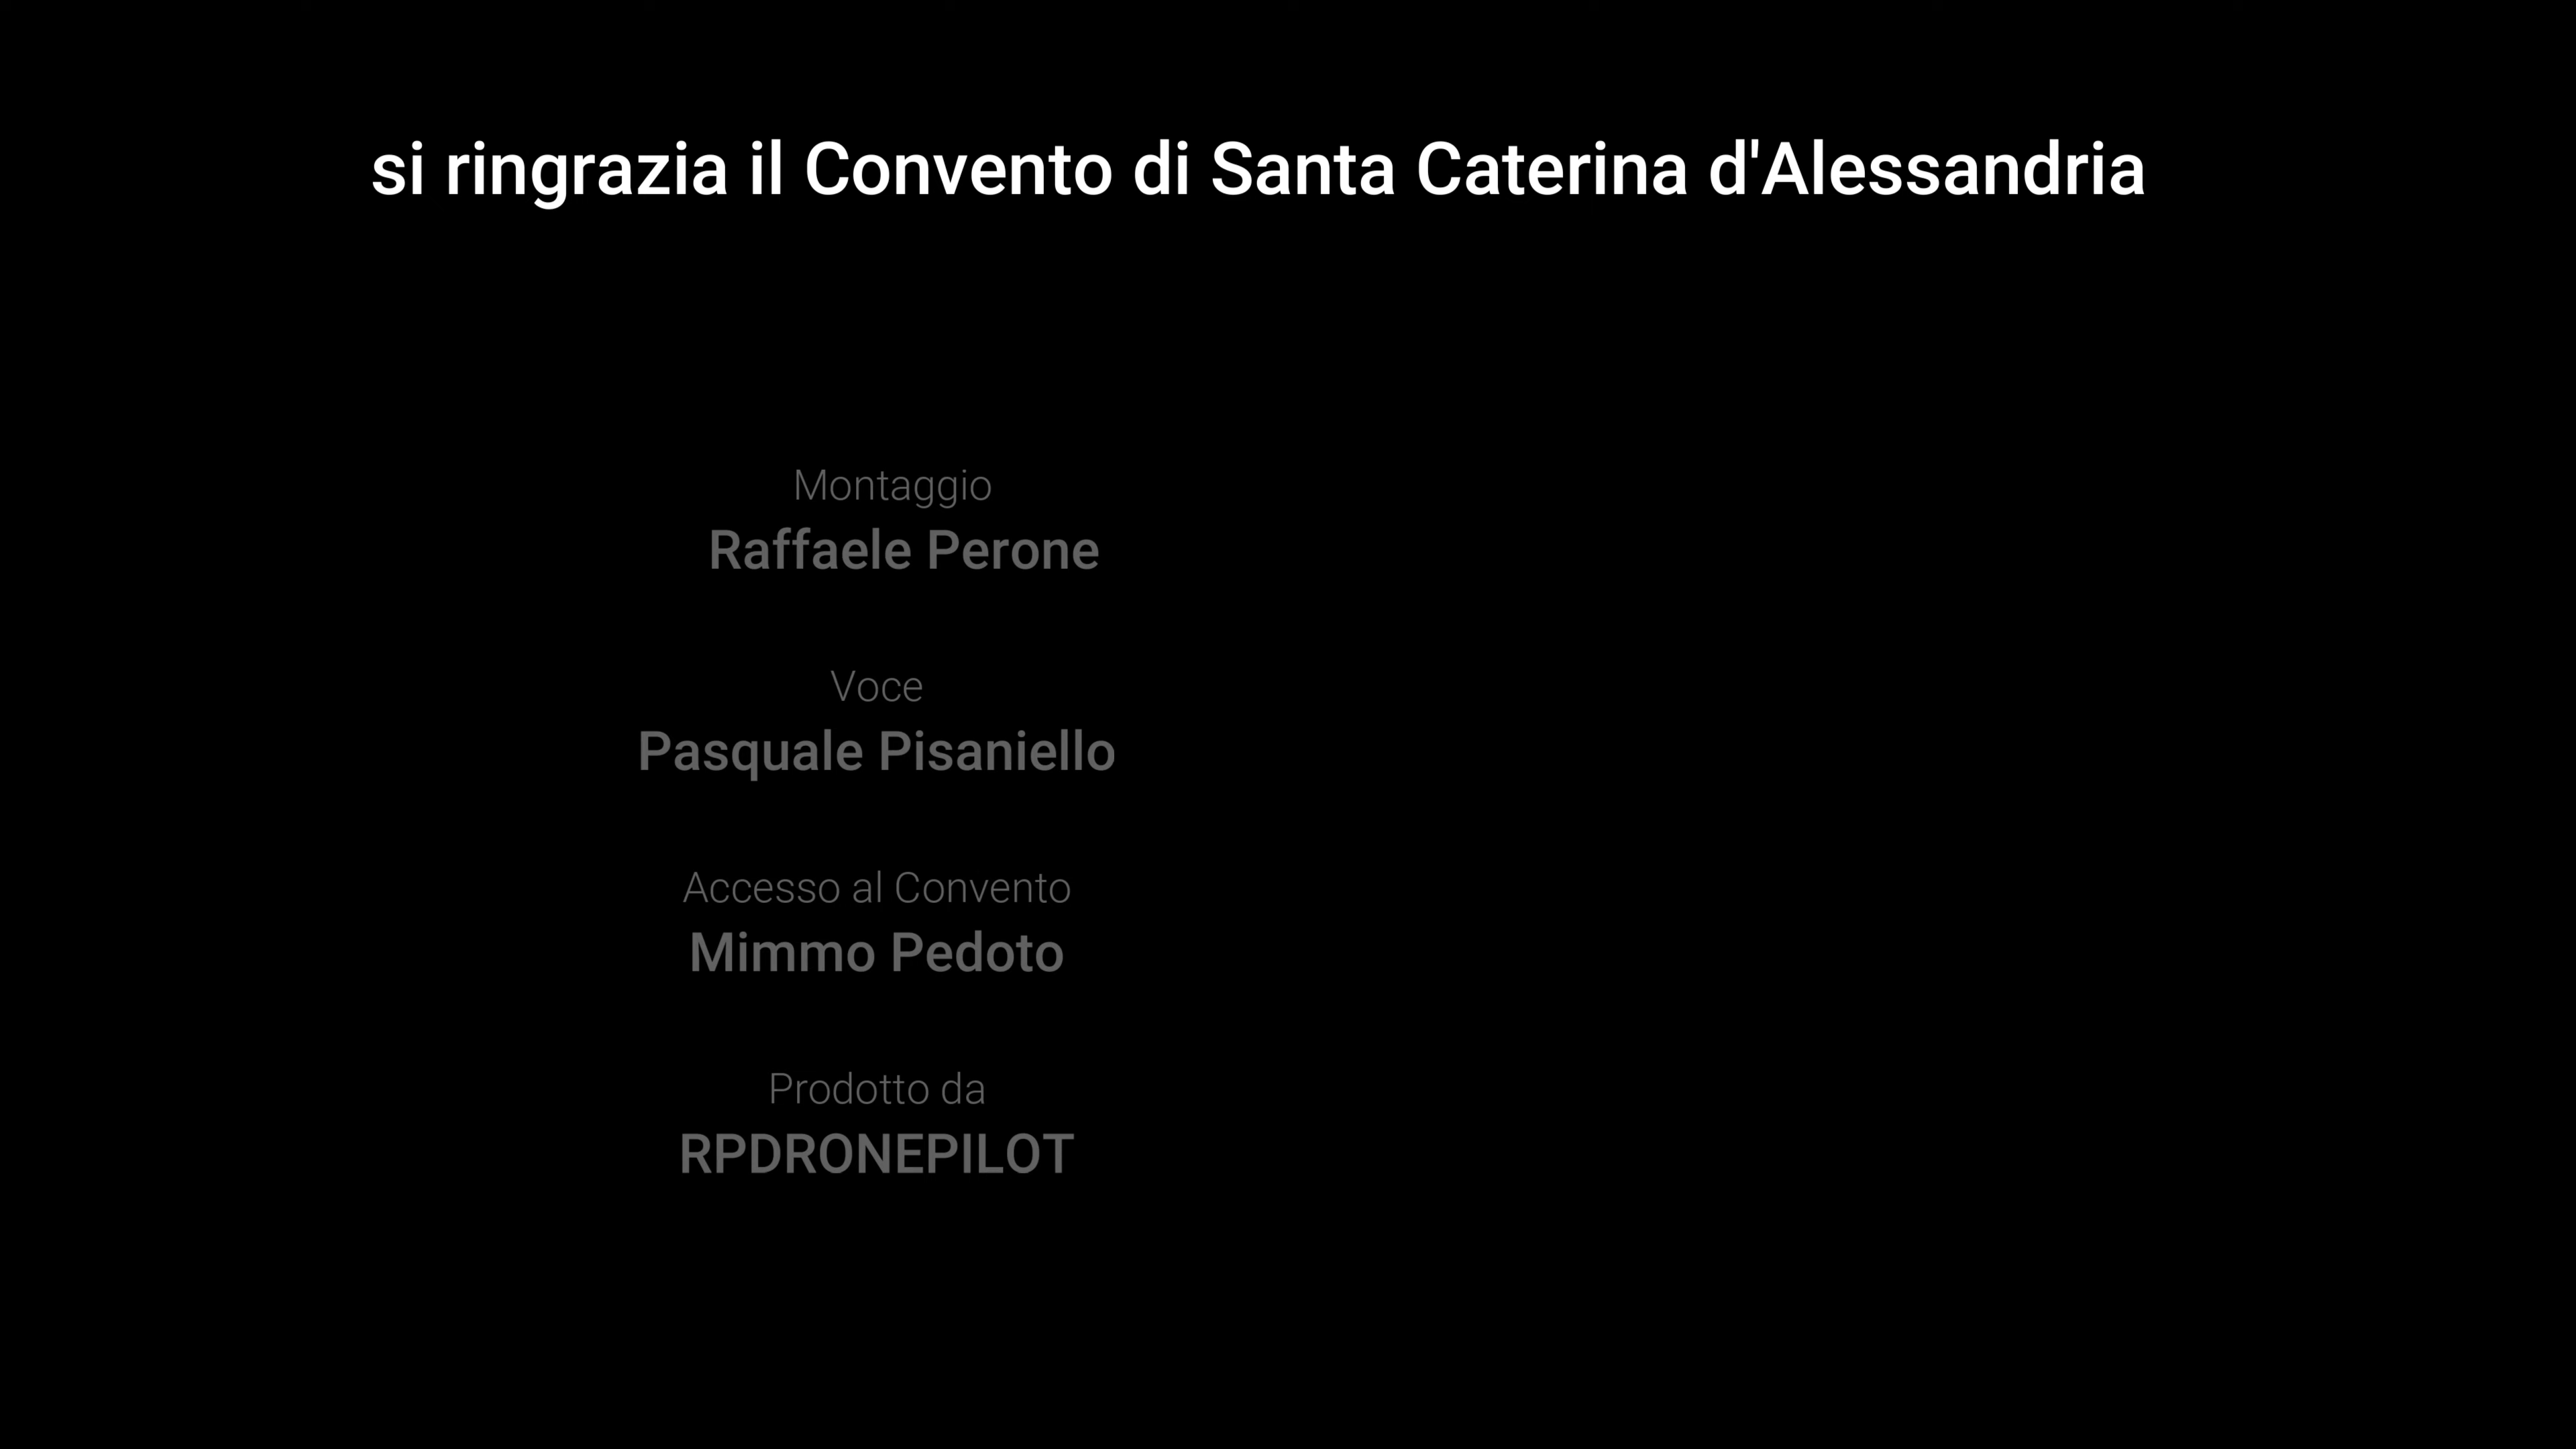 si ringrazia il Convento di Santa Caterina d'Alessandria
Montaggio
Raffaele Perone
Voce
Pasquale Pisaniello
Accesso al Convento
Mimmo Pedoto
Prodotto da
RPDRONEPILOT